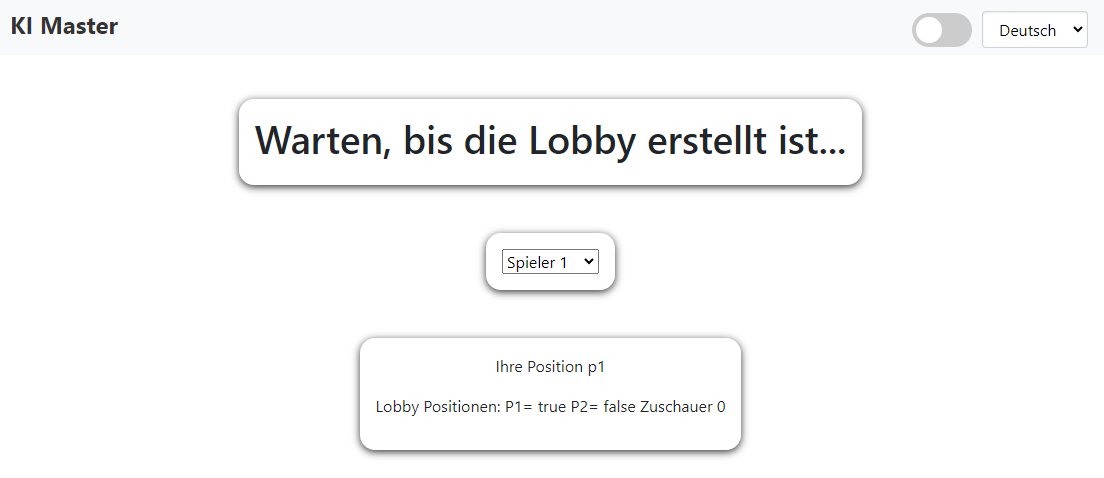 KI Master
Deutsch
Warten, bis die Lobby erstellt ist...
Spieler 1
Ihre Position p1
Lobby Positionen: P1= true P2= false Zuschauer 0